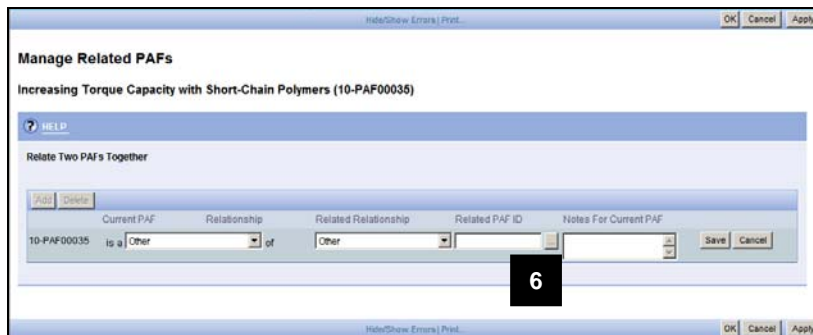 Hide/Show Errors | Print... OK Cancel Apply
Manage Related PAFs
Increasing Torque Capacity with Short-Chain Polymers (10-PAF00035)
? HELP
Relate Two PAFs Together
Add Delete
Current PAF Relationship Related Relationship Related PAF ID Notes For Current PAF
10-PAF00035 is a Other of Other ... Save Cancel
6
Hide/Show Errors | Print... OK Cancel Apply